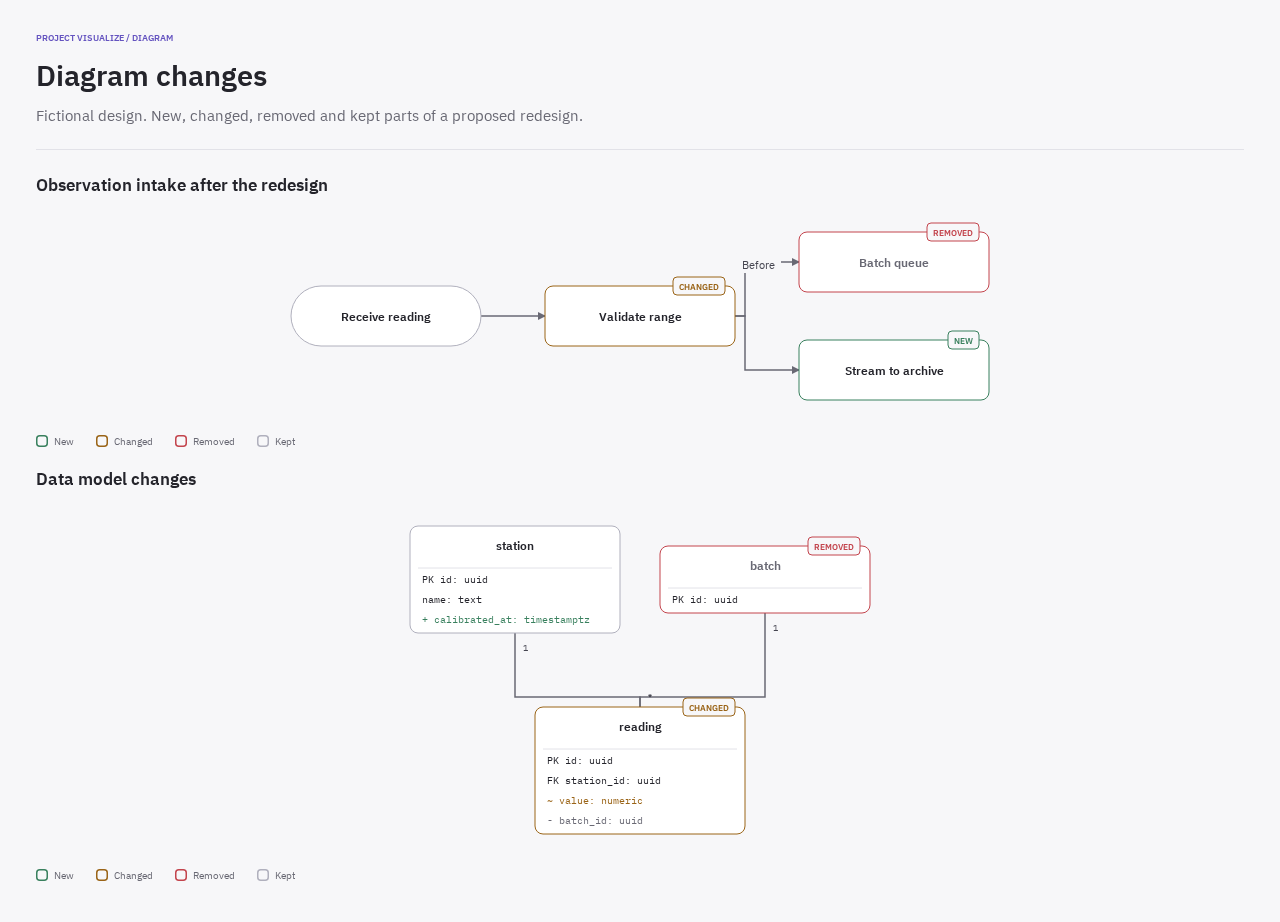 PROJECT VISUALIZE / DIAGRAM
Diagram changes
Fictional design. New, changed, removed and kept parts of a proposed redesign.
Observation intake after the redesign
REMOVED
Before
Batch queue
CHANGED
Receive reading
Validate range
NEW
Stream to archive
New
Changed
Removed
Kept
Data model changes
station
PK id: uuid
name: text
+ calibrated_at: timestamptz
1
REMOVED
batch
PK id: uuid
1
*
CHANGED
reading
PK id: uuid
FK station_id: uuid
~ value: numeric
- batch_id: uuid
New
Changed
Removed
Kept